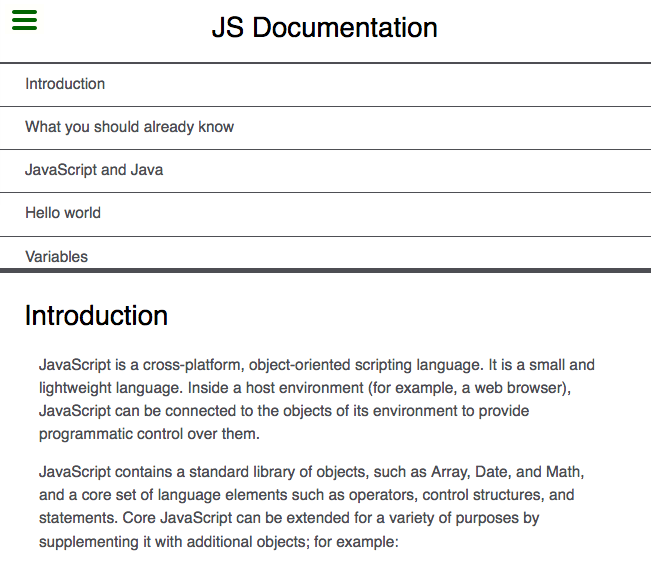 JS Documentation
Introduction
What you should already know
JavaScript and Java
Hello world
Variables
Introduction
JavaScript is a cross-platform, object-oriented scripting language. It is a small and
lightweight language. Inside a host environment (for example, a web browser),
JavaScript can be connected to the objects of its environment to provide
programmatic control over them.
JavaScript contains a standard library of objects, such as Array, Date, and Math,
and a core set of language elements such as operators, control structures, and
statements. Core JavaScript can be extended for a variety of purposes by
supplementing it with additional objects; for example: